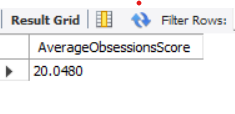 Result Grid Filter Rows:
AverageObsessionsScore
20.0480